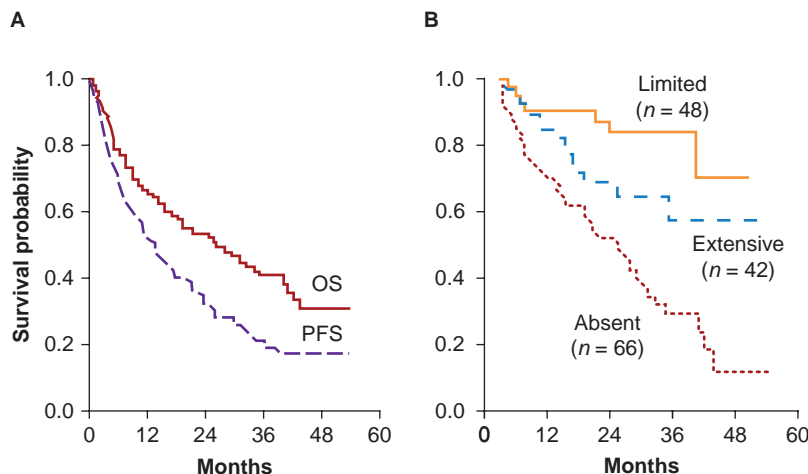 A
Survival probability
1.0
0.8
0.6
0.4
0.2
0.0
OS
PFS
0 12 24 36 48 60
Months
B
1.0
0.8
0.6
0.4
0.2
0.0
Limited
(n = 48)
Extensive
(n = 42)
Absent
(n = 66)
0 12 24 36 48 60
Months